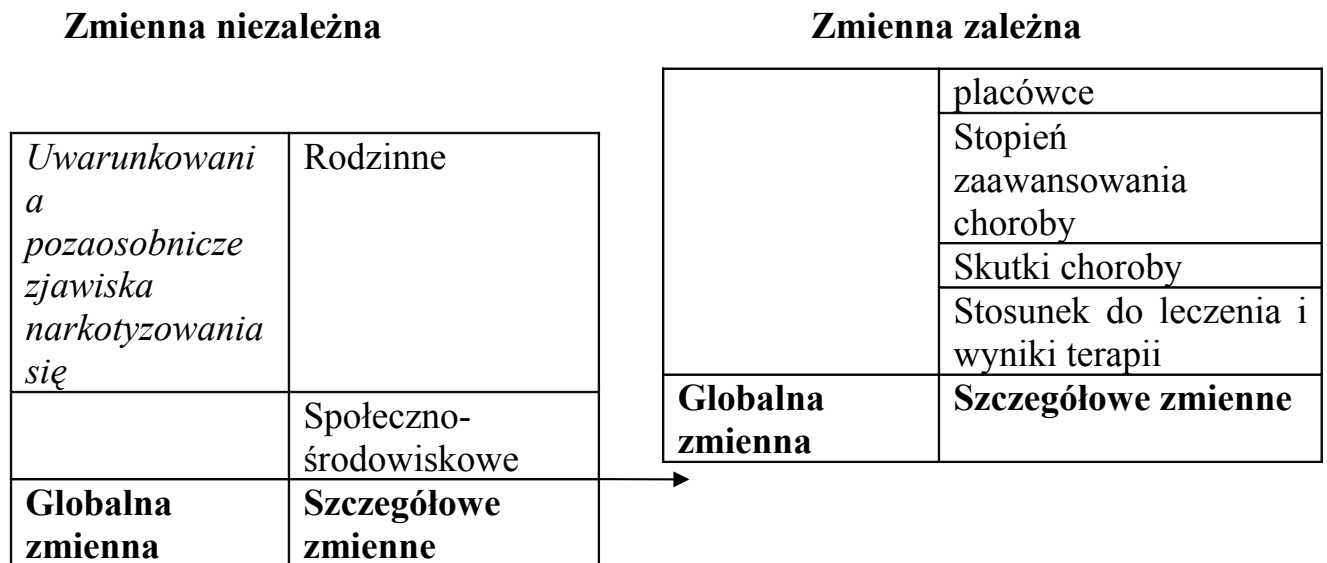 Zmienna niezależna
Zmienna zależna
Uwarunkowani
a
pozaosobnicze
zjawiska
narkotyzowania
się
Rodzinne
Społeczno-
środowiskowe
Globalna
zmienna
Szczegółowe
zmienne
placówce
Stopień
zaawansowania
choroby
Skutki choroby
Stosunek do leczenia i
wyniki terapii
Globalna
zmienna
Szczegółowe zmienne